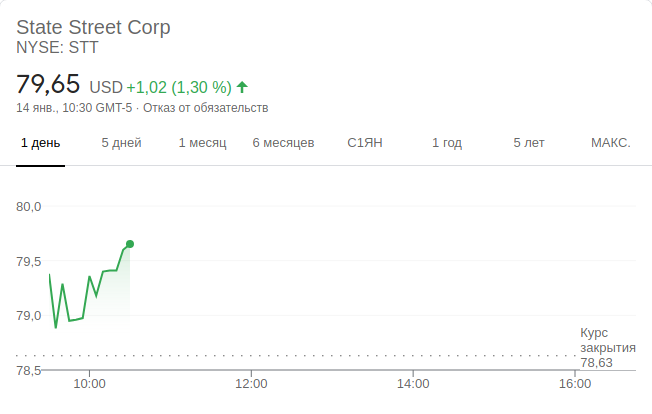 State Street Corp
NYSE: STT
79,65 USD +1,02 (1,30 %)
14 янв., 10:30 GMT-5 · Отказ от обязательств
1 день 5 дней 1 месяц 6 месяцев С1ЯН 1 год 5 лет МАКС.
80,0
79,5
79,0
Курс
закрытия
78,63
78,5
10:00 12:00 14:00 16:00